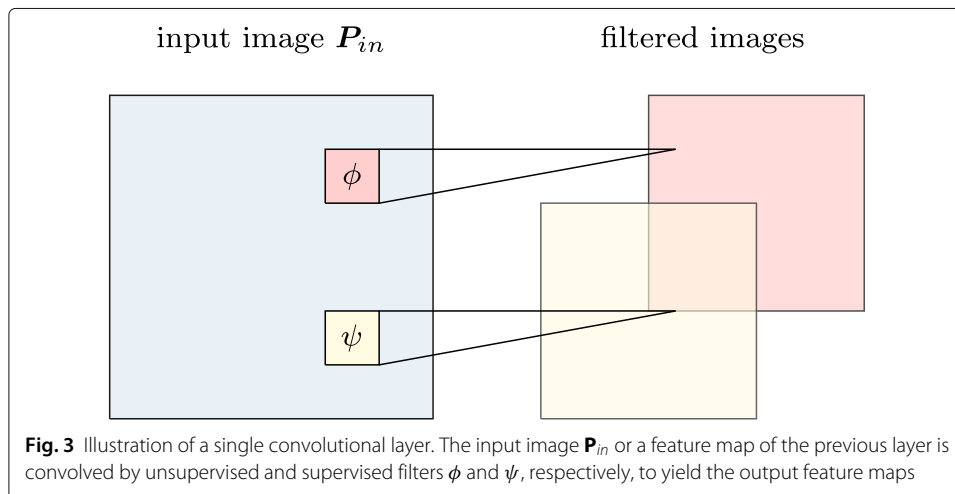 input image P_in
filtered images
ϕ
ψ
Fig. 3 Illustration of a single convolutional layer. The input image P_in or a feature map of the previous layer is
convolved by unsupervised and supervised filters ϕ and ψ, respectively, to yield the output feature maps